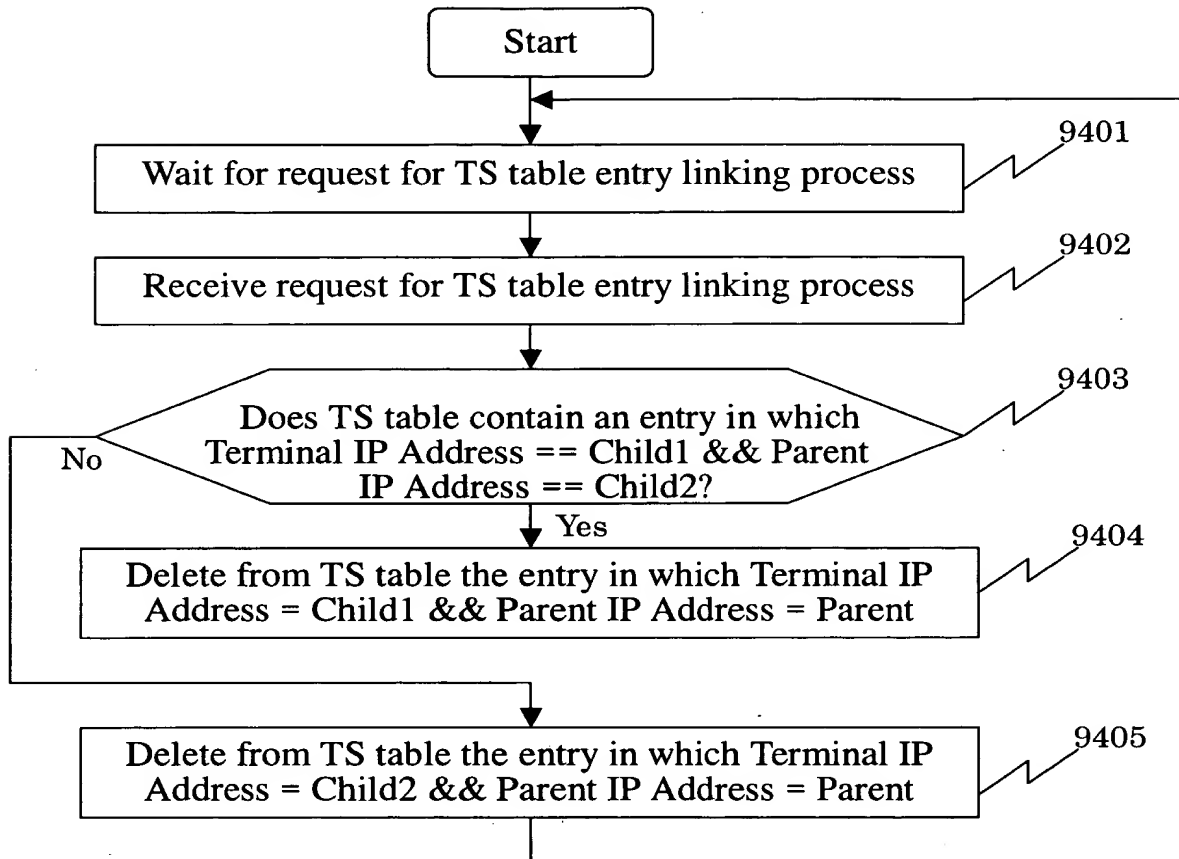 Start
9401
Wait for request for TS table entry linking process
9402
Receive request for TS table entry linking process
9403
Does TS table contain an entry in which
Terminal IP Address == Child1 && Parent
IP Address == Child2?
No
Yes
9404
Delete from TS table the entry in which Terminal IP
Address = Child1 && Parent IP Address = Parent
9405
Delete from TS table the entry in which Terminal IP
Address = Child2 && Parent IP Address = Parent